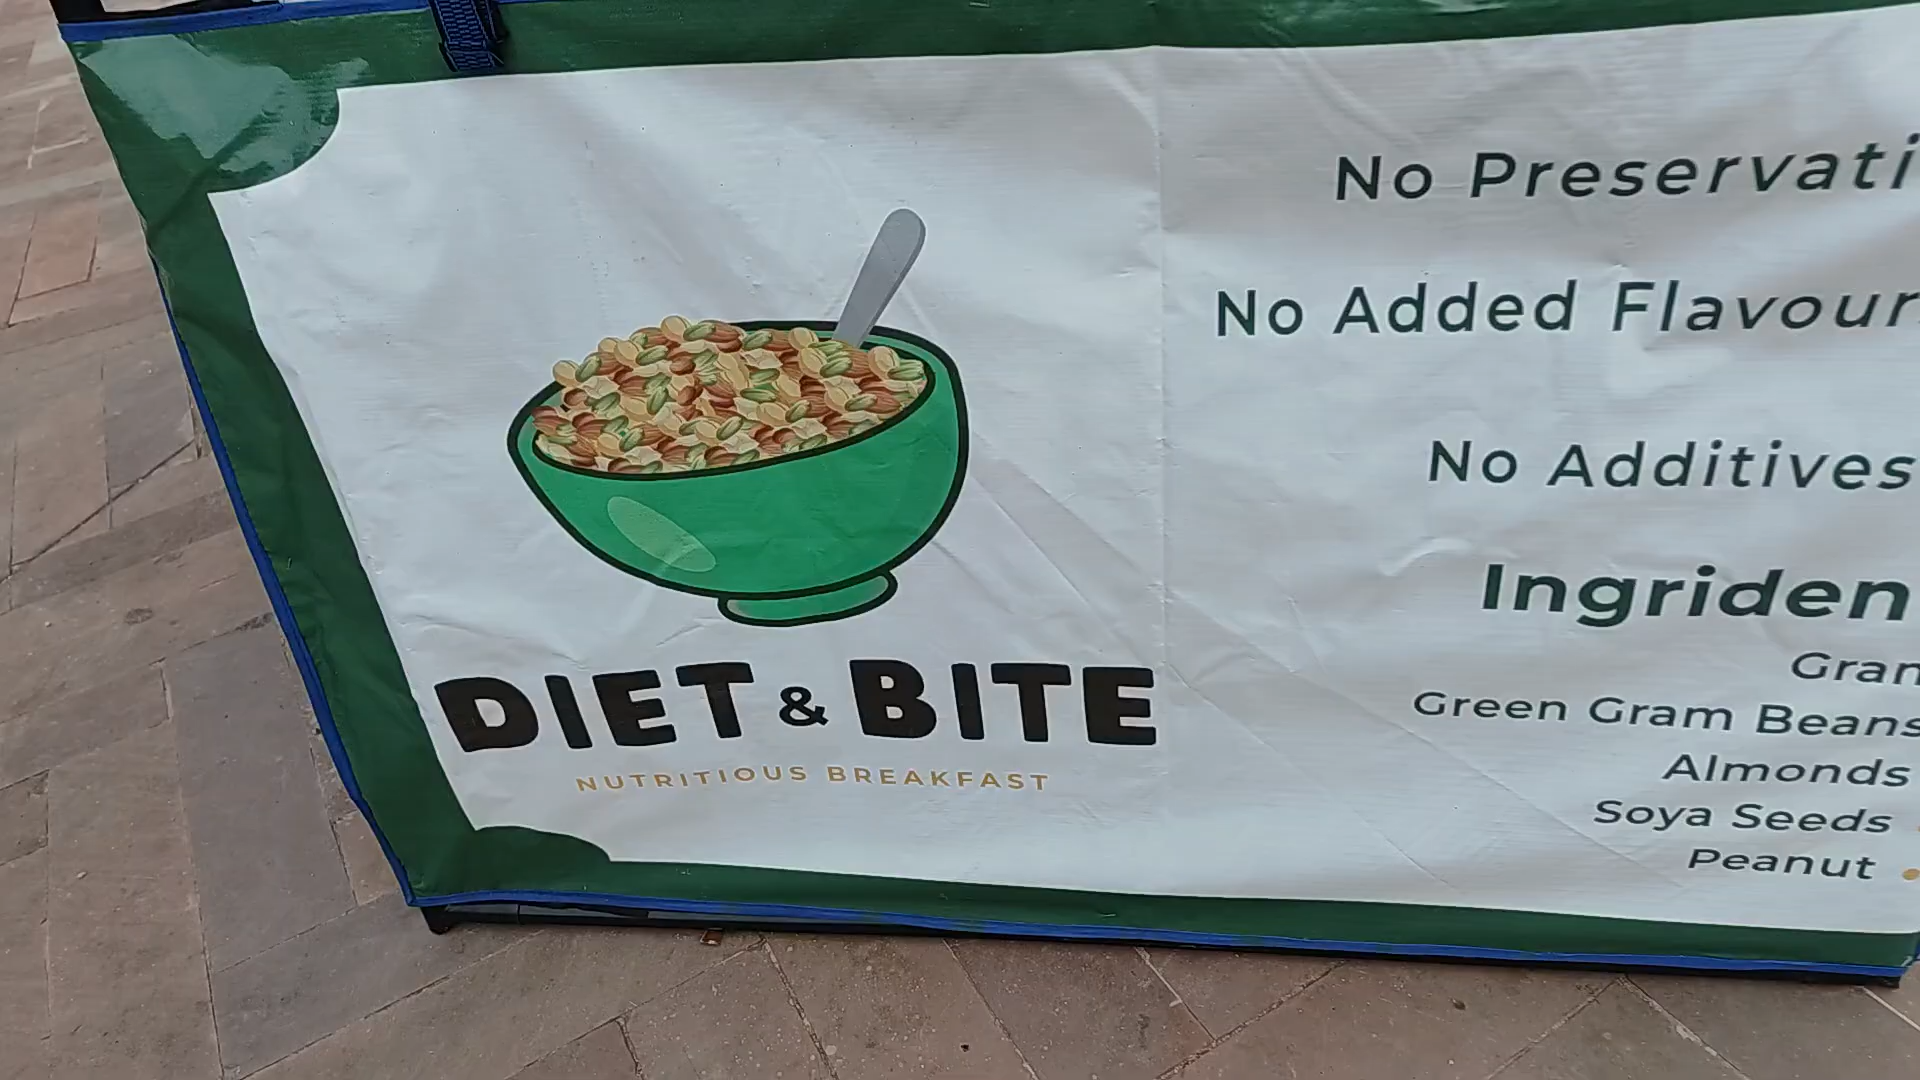 No Preservati
No Added Flavour
No Additives
Ingriden
Gran
Green Gram Beans
Almonds
Soya Seeds
Peanut
DIET & BITE
NUTRITIOUS BREAKFAST